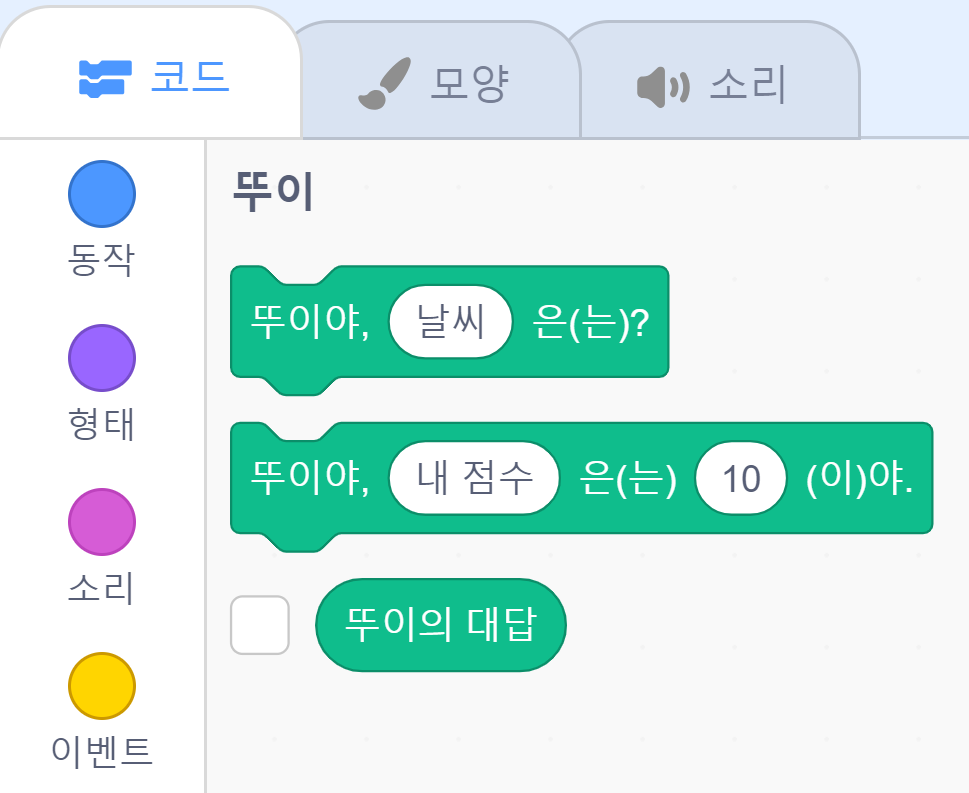 코드 모양 소리
동작
형태
소리
이벤트
뚜이
뚜이야, 날씨 은(는)?
뚜이야, 내 점수 은(는) 10 (이)야.
뚜이의 대답